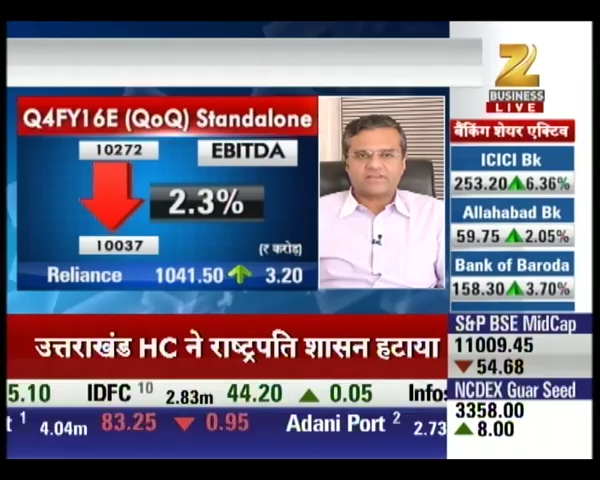 Z
BUSINESS
LIVE
Q4FY16E (QoQ) Standalone
10272
EBITDA
2.3%
10037
(₹ करोड़)
Reliance 1041.50 3.20
बैंकिंग शेयर एक्टिव
ICICI Bk
253.20 6.36%
Allahabad Bk
59.75 2.05%
Bank of Baroda
158.30 3.70%
S&P BSE MidCap
11009.45
54.68
NCDEX Guar Seed
3358.00
8.00
उत्तराखंड HC ने राष्ट्रपति शासन हटाया
5.10 IDFC 10 2.83m 44.20 0.05 Infos
t 1 4.04m 83.25 0.95 Adani Port 2 2.73